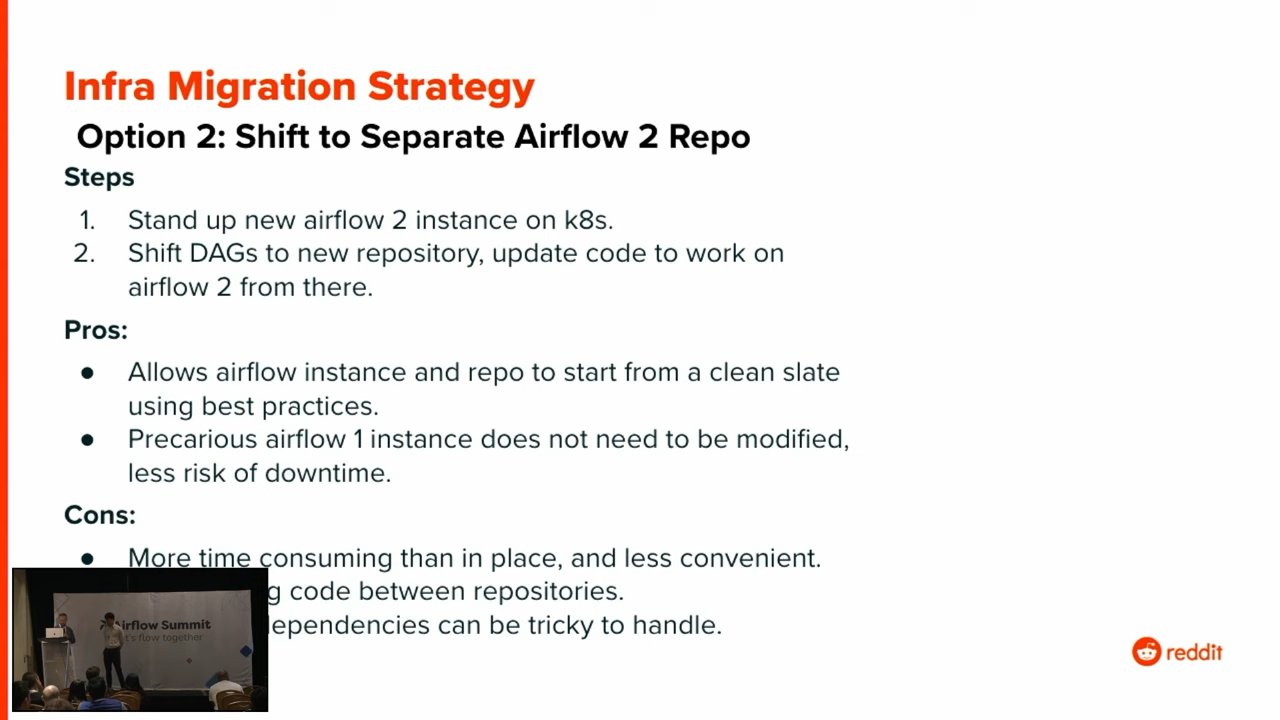 Infra Migration Strategy
Option 2: Shift to Separate Airflow 2 Repo
Steps
1. Stand up new airflow 2 instance on k8s.
2. Shift DAGs to new repository, update code to work on
airflow 2 from there.
Pros:
● Allows airflow instance and repo to start from a clean slate
using best practices.
● Precarious airflow 1 instance does not need to be modified,
less risk of downtime.
Cons:
● More time consuming than in place, and less convenient.
code between repositories.
dependencies can be tricky to handle.
Airflow Summit
flow together
reddit